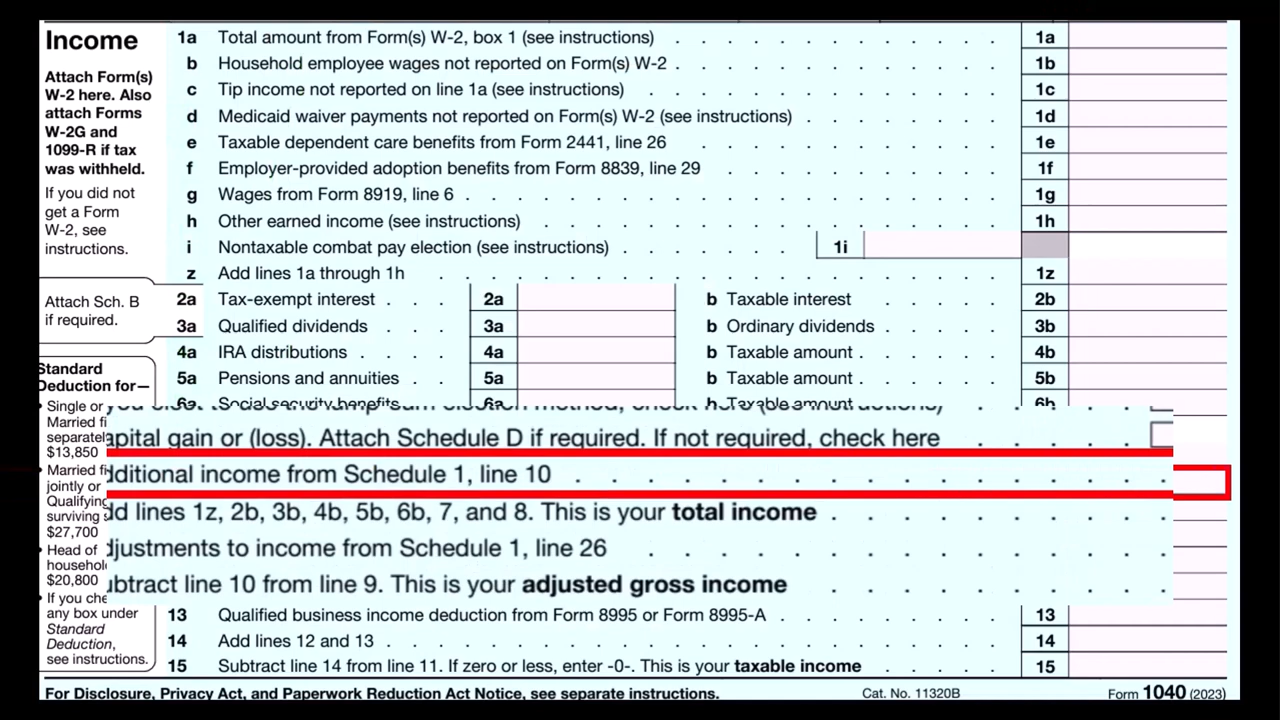 Income
1a Total amount from Form(s) W-2, box 1 (see instructions) 1a
b Household employee wages not reported on Form(s) W-2 1b
c Tip income not reported on line 1a (see instructions) 1c
d Medicaid waiver payments not reported on Form(s) W-2 (see instructions) 1d
e Taxable dependent care benefits from Form 2441, line 26 1e
f Employer-provided adoption benefits from Form 8839, line 29 1f
g Wages from Form 8919, line 6 1g
h Other earned income (see instructions) 1h
i Nontaxable combat pay election (see instructions) 1i
z Add lines 1a through 1h 1z
Attach Form(s)
W-2 here. Also
attach Forms
W-2G and
1099-R if tax
was withheld.
If you did not
get a Form
W-2, see
instructions.
Attach Sch. B
if required.
2a Tax-exempt interest 2a b Taxable interest 2b
3a Qualified dividends 3a b Ordinary dividends 3b
4a IRA distributions 4a b Taxable amount 4b
5a Pensions and annuities 5a b Taxable amount 5b
6a Social security benefits 6a b Taxable amount 6b
Standard
Deduction for—
• Single or
Married fi
separatel
$13,850
• Married fi
jointly or
Qualifying
surviving s
$27,700
• Head of
househol
$20,800
• If you che
any box under
Standard
Deduction,
see instructions.
apital gain or (loss). Attach Schedule D if required. If not required, check here
dditional income from Schedule 1, line 10
dd lines 1z, 2b, 3b, 4b, 5b, 6b, 7, and 8. This is your total income
djustments to income from Schedule 1, line 26
ubtract line 10 from line 9. This is your adjusted gross income
13 Qualified business income deduction from Form 8995 or Form 8995-A 13
14 Add lines 12 and 13 14
15 Subtract line 14 from line 11. If zero or less, enter -0-. This is your taxable income 15
For Disclosure, Privacy Act, and Paperwork Reduction Act Notice, see separate instructions. Cat. No. 11320B Form 1040 (2023)